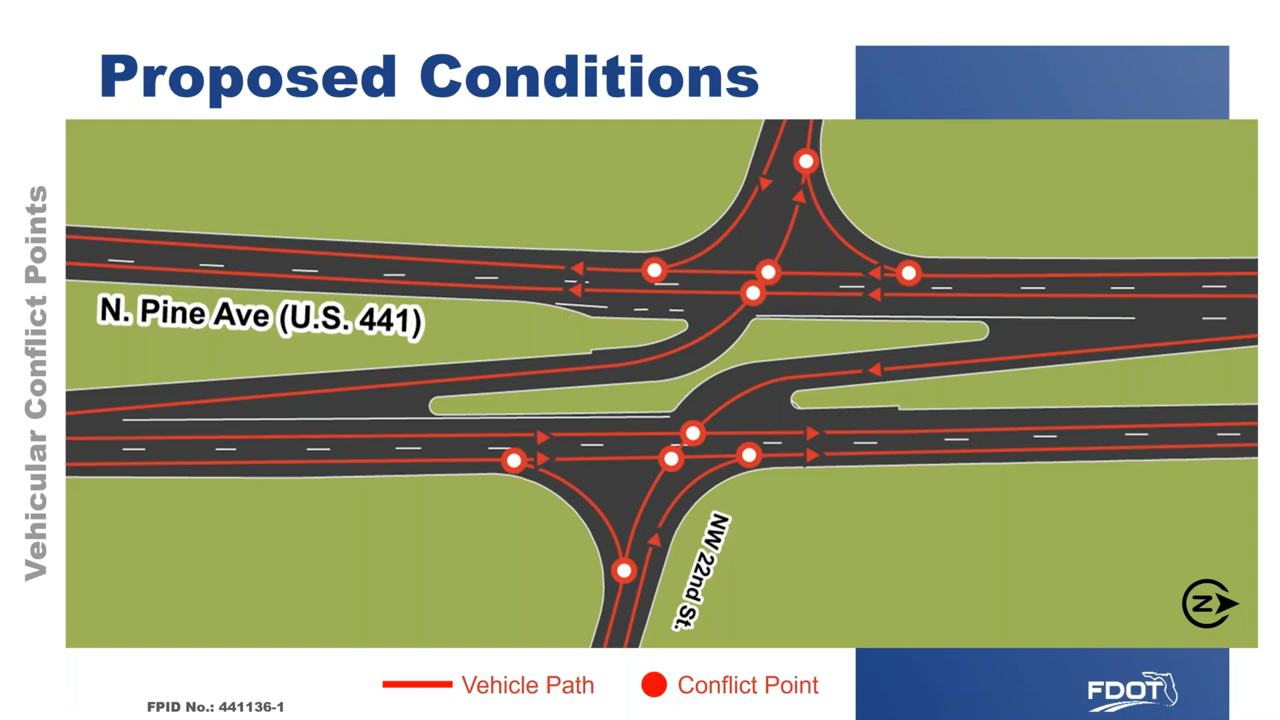 Proposed Conditions
Vehicular Conflict Points
N. Pine Ave (U.S. 441)
NW 22nd St.
N
Vehicle Path
Conflict Point
FPID No.: 441136-1
FDOT